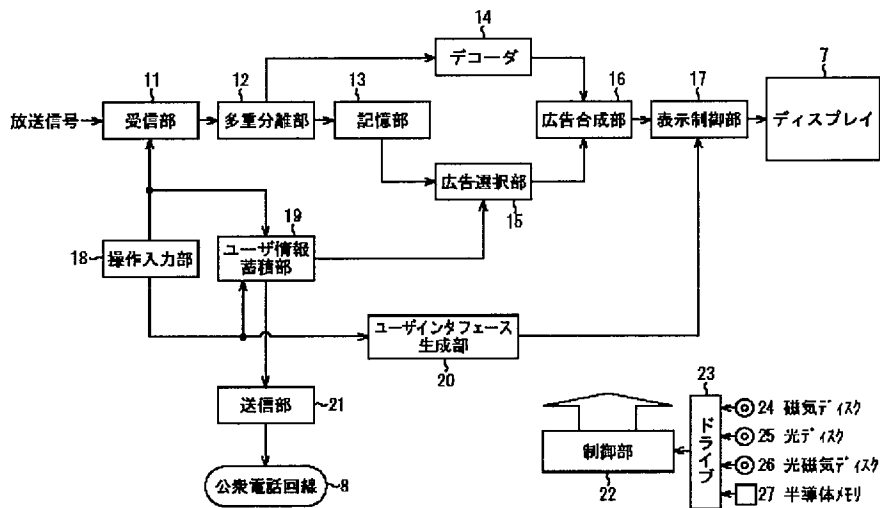 14
デコーダ
11
12
13
16
17
7
放送信号
受信部
多重分離部
記憶部
広告合成部
表示制御部
ディスプレイ
広告選択部
15
18
操作入力部
19
ユーザ情報
蓄積部
ユーザインタフェース
生成部
20
送信部
21
公衆電話回線
8
制御部
22
23
ドライブ
24 磁気ディスク
25 光ディスク
26 光磁気ディスク
27 半導体メモリ